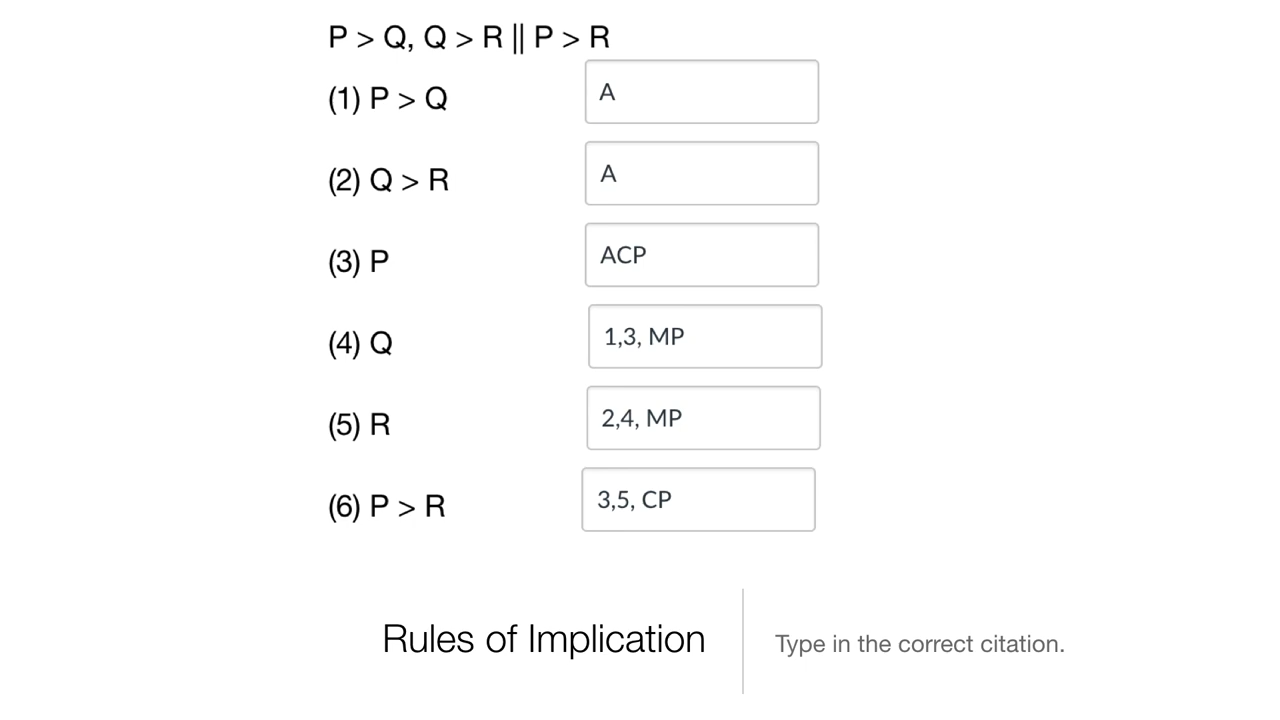 P > Q, Q > R || P > R
(1) P > Q A
(2) Q > R A
(3) P ACP
(4) Q 1,3, MP
(5) R 2,4, MP
(6) P > R 3,5, CP
Rules of Implication
Type in the correct citation.